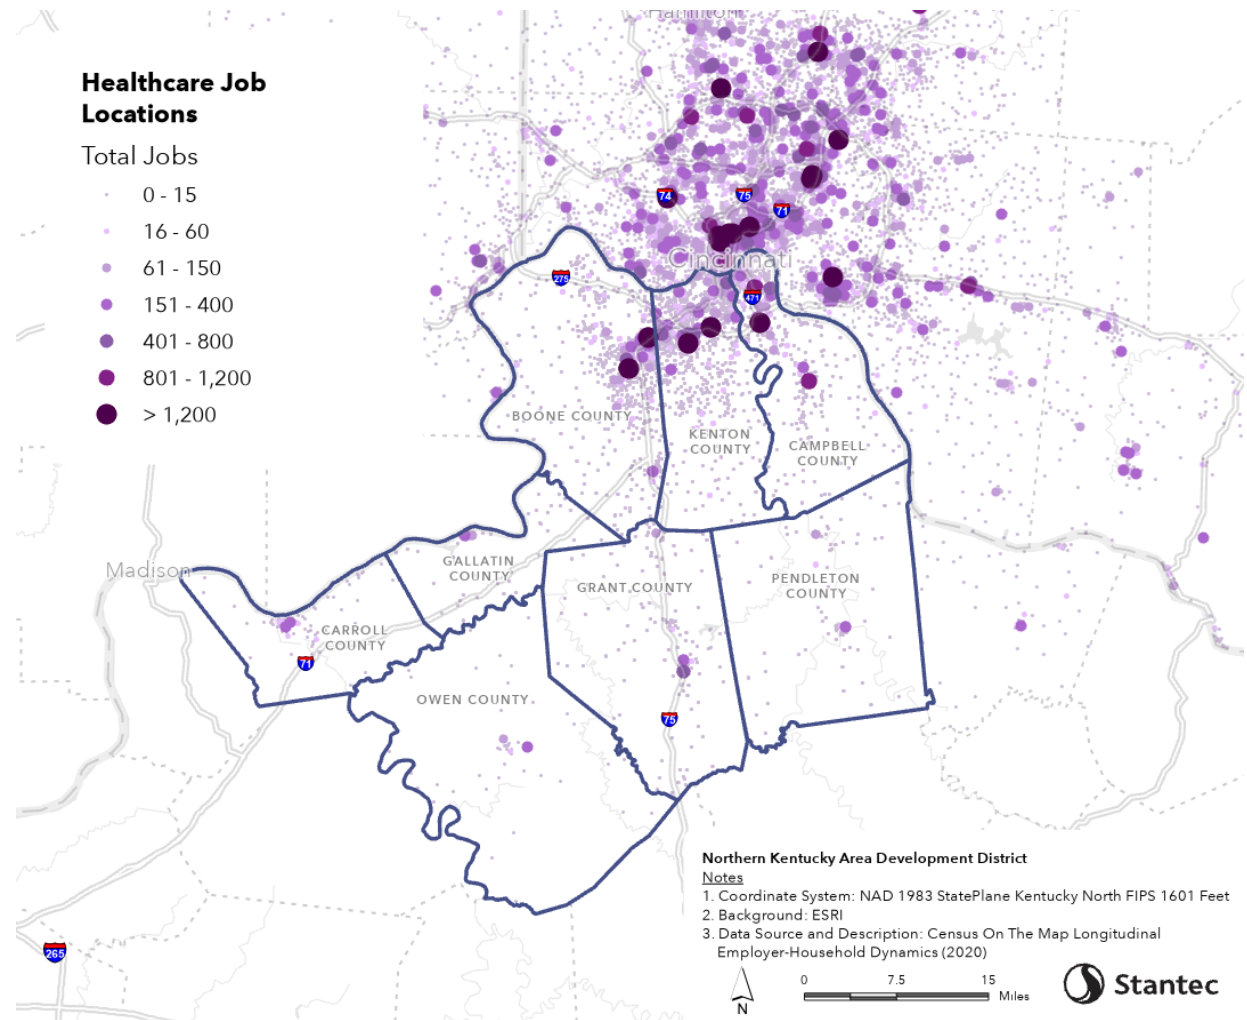 Hamilton
Healthcare Job
Locations
Total Jobs
0 - 15
16 - 60
61 - 150
151 - 400
401 - 800
801 - 1,200
> 1,200
74
75
71
Cincinnati
275
471
BOONE COUNTY
KENTON
COUNTY
CAMPBELL
COUNTY
Madison
GALLATIN
COUNTY
GRANT COUNTY
PENDLETON
COUNTY
CARROLL
COUNTY
71
OWEN COUNTY
75
Northern Kentucky Area Development District
Notes
1. Coordinate System: NAD 1983 StatePlane Kentucky North FIPS 1601 Feet
2. Background: ESRI
3. Data Source and Description: Census On The Map Longitudinal
Employer-Household Dynamics (2020)
265
0 7.5 15
Miles
N
Stantec